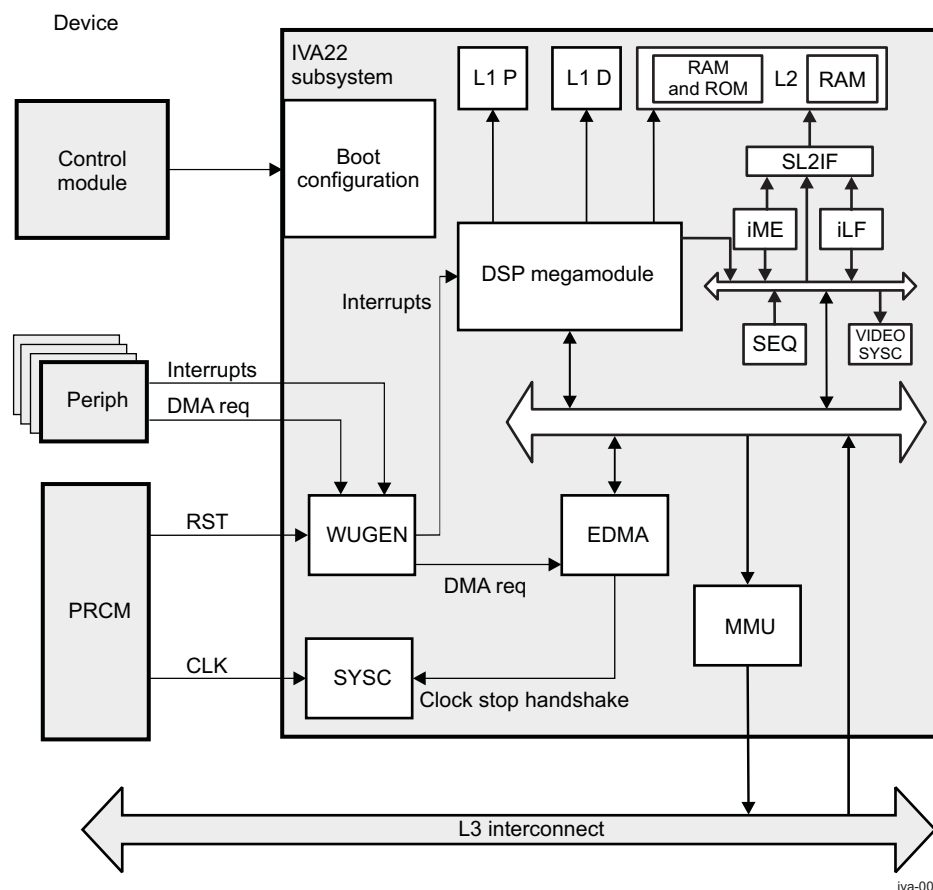 Device
IVA22
subsystem
L1 P
L1 D
RAM
and ROM
L2
RAM
Control
module
Boot
configuration
SL2IF
iME
iLF
DSP megamodule
Interrupts
SEQ
VIDEO
SYSC
Periph
Interrupts
DMA req
PRCM
RST
WUGEN
EDMA
DMA req
MMU
CLK
SYSC
Clock stop handshake
L3 interconnect
iva-00